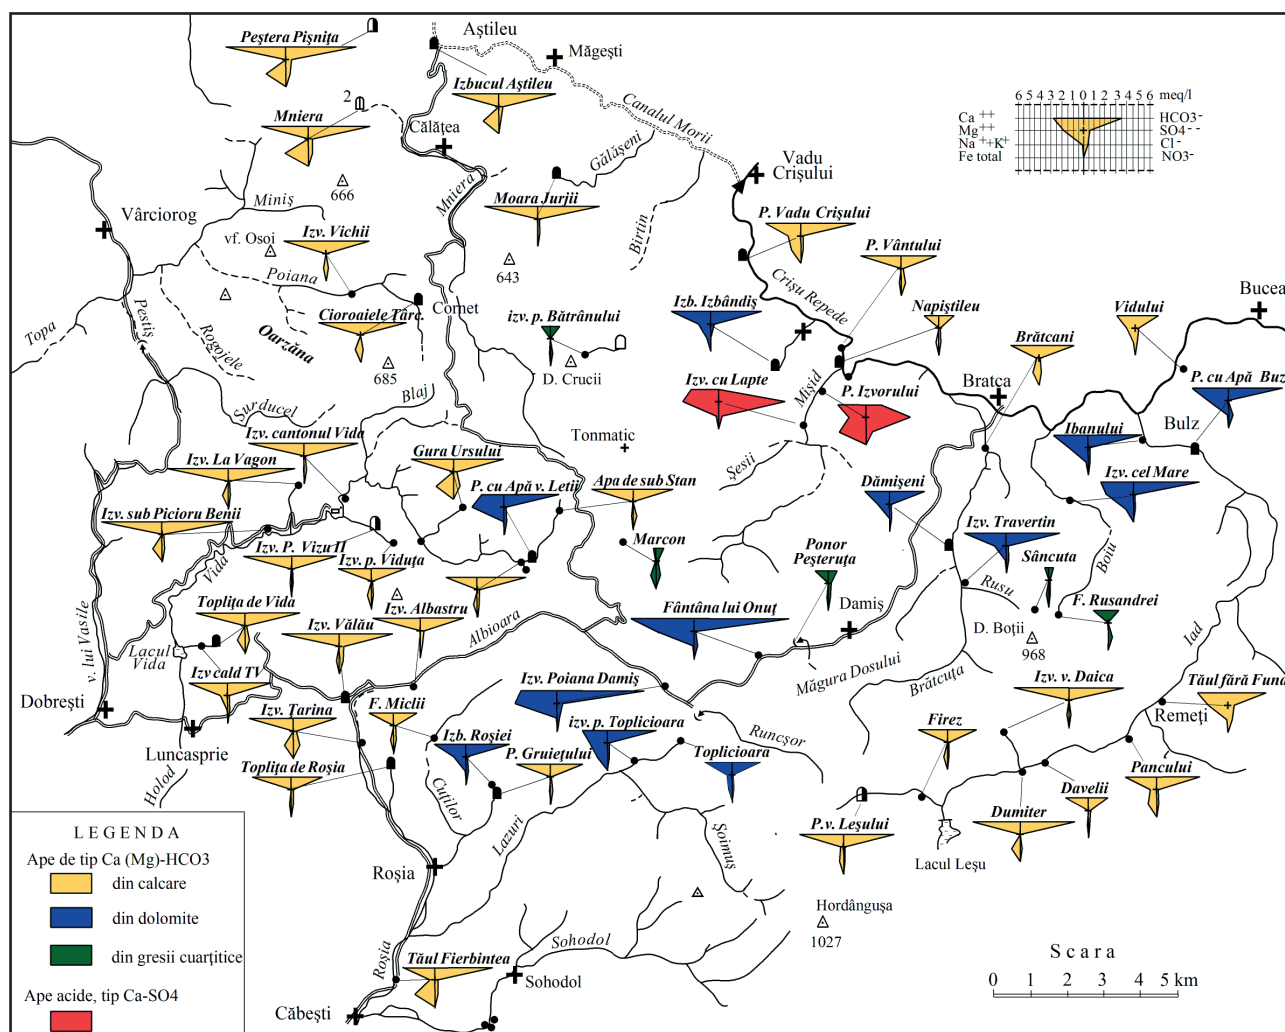 Aştileu
Peştera Pişniţa
Măgeşti
Izbucul Aştileu
6 5 4 3 2 1 0 1 2 3 4 5 6 meq/l
Ca ++
HCO3-
Mg ++
SO4 - -
Na ++K+
Cl -
Fe total
NO3-
2
Mniera
Canalul Morii
Călăţea
Gălăşeni
Vadu
Crişului
666
Mniera
Moara Jurjii
Miniş
Vârciorog
Izv. Vichii
P. Vadu Crişului
Birtin
vf. Osoi
P. Vântului
643
Poiana
Crişu Repede
Bucea
Topa
Pestiş
Rogojele
Oarzăna
Cornet
Cioroaiele Târc.
izv. p. Bătrânului
Izb. Izbândiş
Napiştileu
Vidului
Brătcani
685
D. Crucii
Blaj
Izv. cu Lapte
Mişid
P. Izvorului
Bratca
P. cu Apă Buz
Surducel
Izv. cantonul Vida
Tonmatic
Ibanului
Bulz
Gura Ursului
Izv. La Vagon
Şesii
Izv. cel Mare
P. cu Apă v. Letii
Apa de sub Stan
Dămişeni
Izv. sub Picioru Benii
Izv. Travertin
Izv. P. Vizu II
Marcon
Ponor
Peşteruţa
Vida
Izv. p. Viduţa
Sâncuta
Boiu
Rusu
v. lui Vasile
Topliţa de Vida
Izv. Albastru
Fântâna lui Onuţ
Damiş
F. Rusandrei
Izv. Vălău
Albioara
D. Boţii
968
Iad
Lacul
Vida
Măgura Dosului
Izv cald TV
Brătcuţa
Izv. v. Daica
Tăul fără Fund
Dobreşti
Izv. Poiana Damiş
Izv. Tarina
F. Miclii
Remeţi
Luncasprie
izv. p. Toplicioara
Firez
Izb. Roşiei
Runcşor
P. Gruieţului
Topliţa de Roşia
Toplicioara
Holod
Pancului
Cuţilor
Davelii
P.v. Leşului
Dumiter
Lazuri
Şoimuş
Lacul Leşu
Roşia
Hordânguşa
1027
Sohodol
Roşia
Tăul Fierbintea
Sohodol
Căbeşti
Scara
0 1 2 3 4 5 km
LEGENDA
Ape de tip Ca (Mg)-HCO3
din calcare
din dolomite
din gresii cuarţitice
Ape acide, tip Ca-SO4